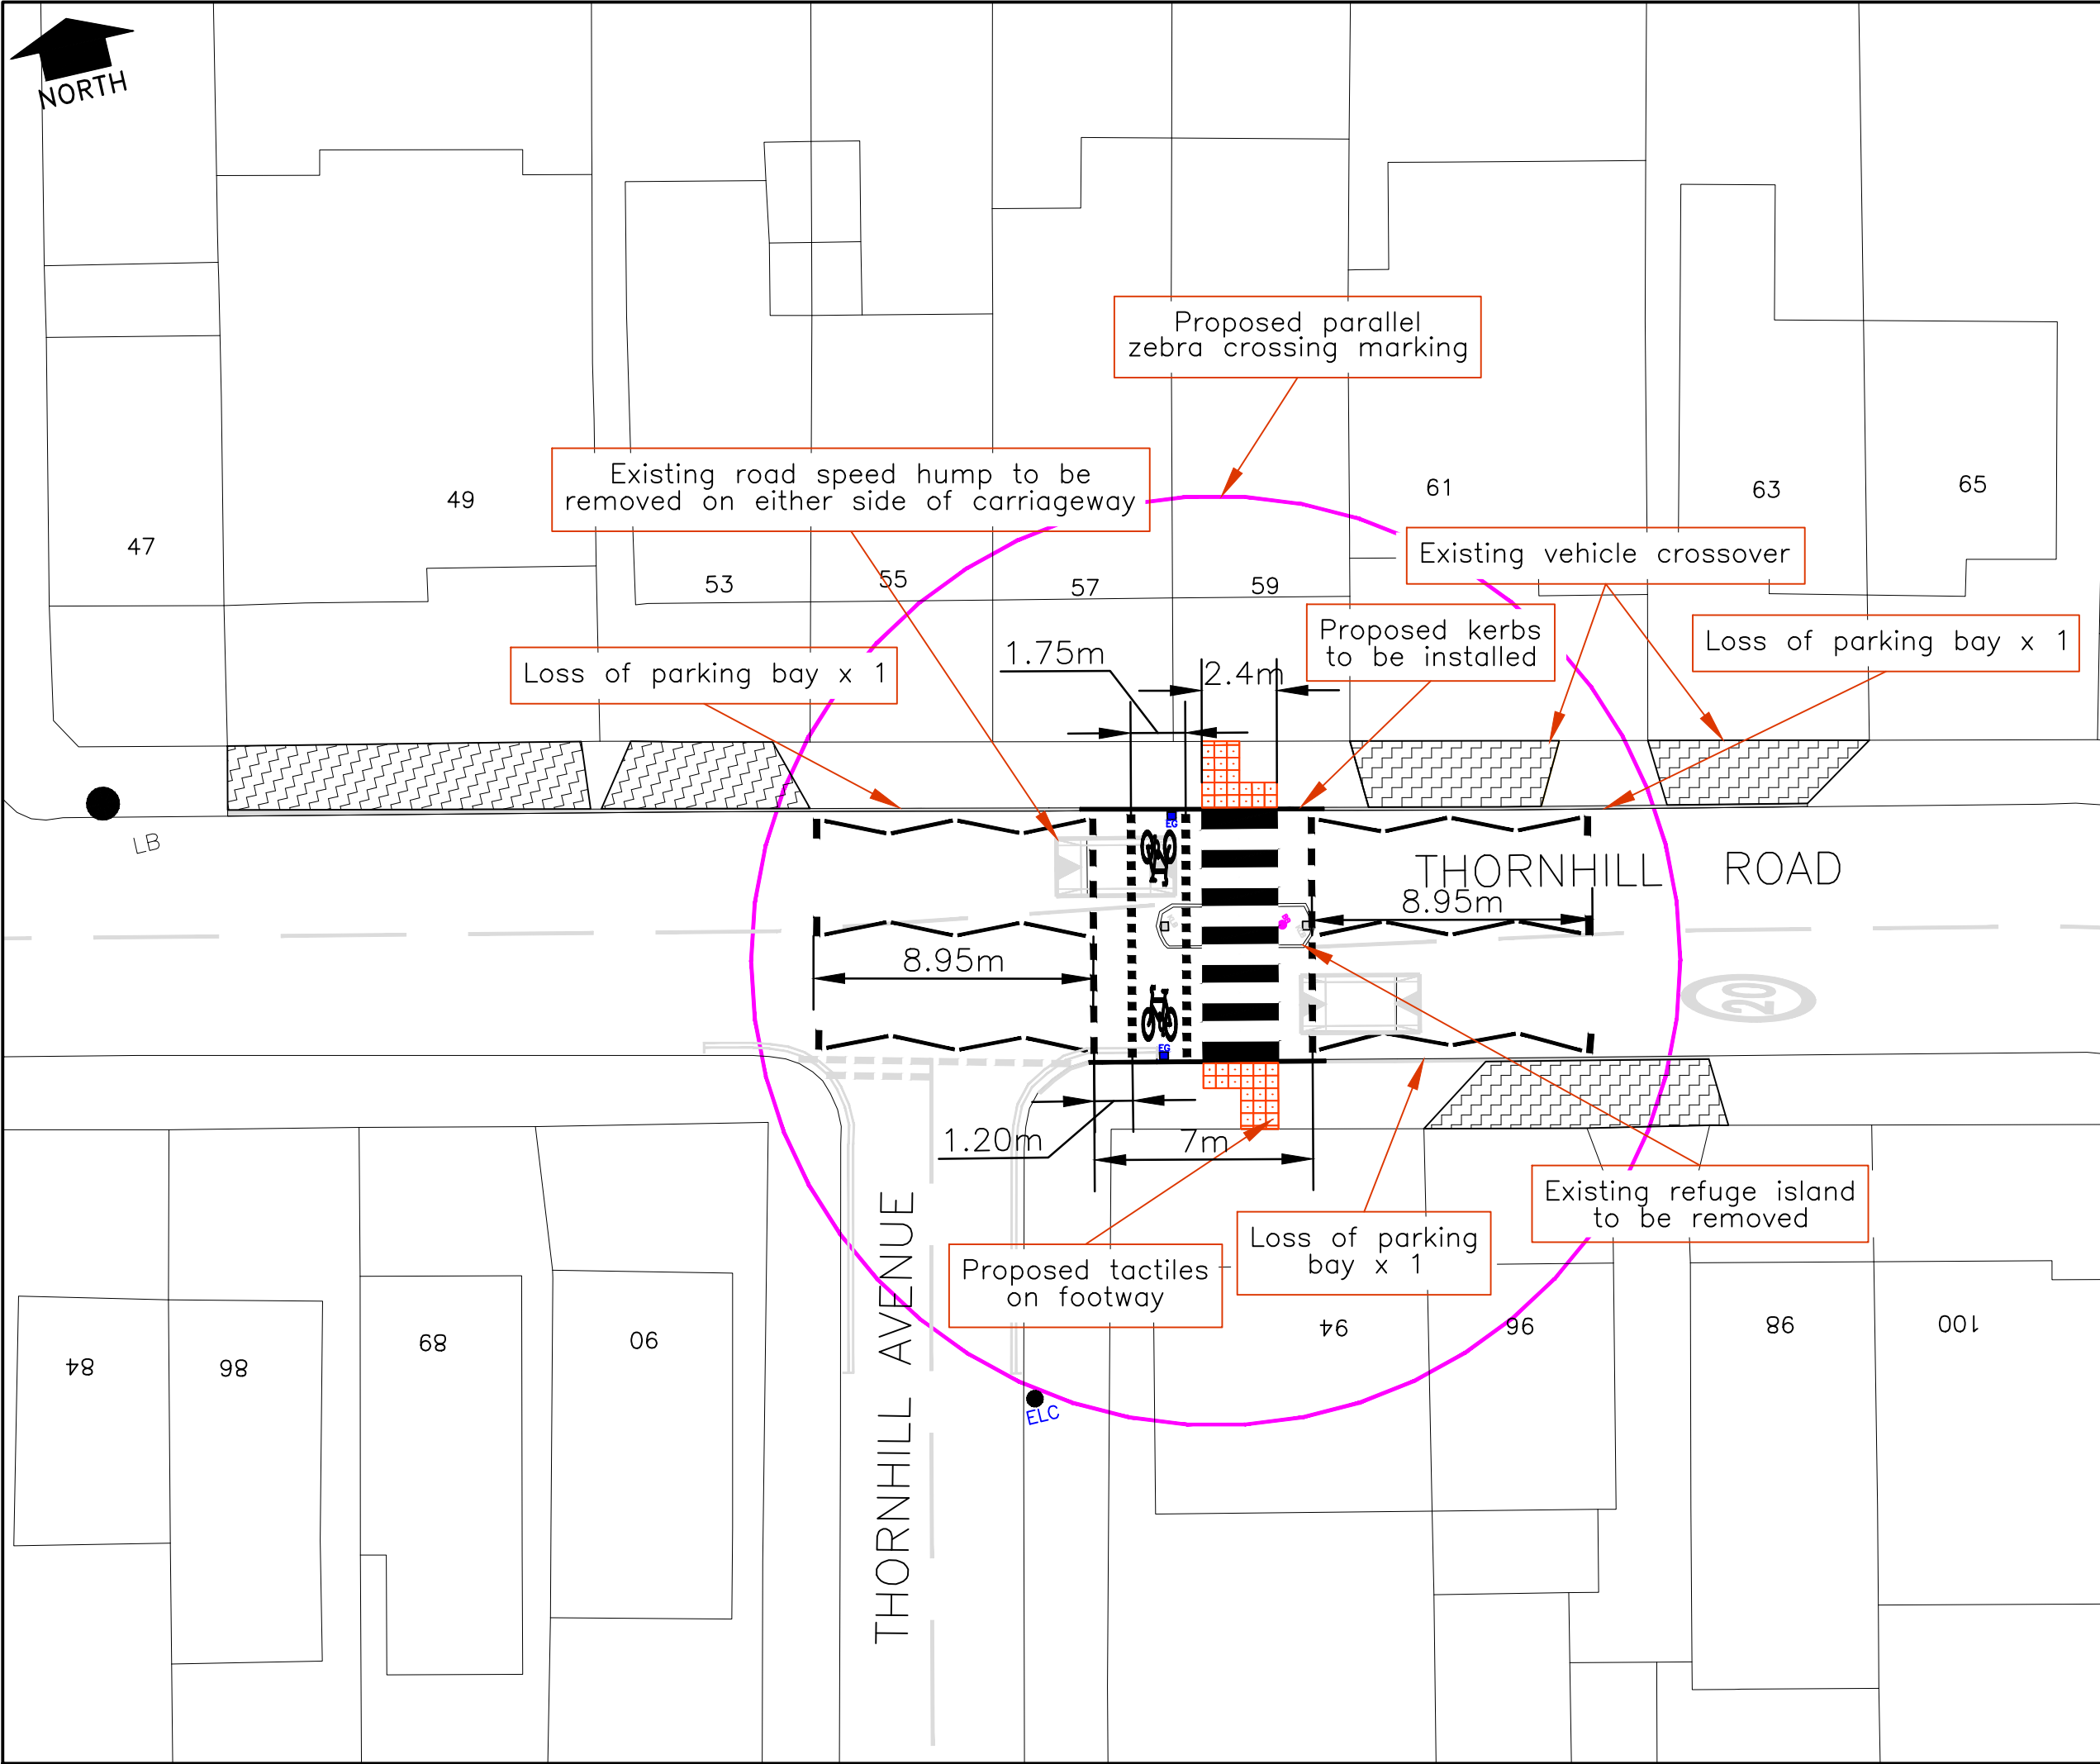 NORTH
Proposed parallel
zebra crossing marking
Existing road speed hump to be
removed on either side of carriageway
61
63
65
49
47
Existing vehicle crossover
53
55
57
59
Proposed kerbs
to be installed
Loss of parking bay x 1
Loss of parking bay x 1
1.75m
2.4m
LB
EG
THORNHILL ROAD
8.95m
8.95m
20
EG
1.20m
7m
Existing refuge island
to be removed
Loss of parking
bay x 1
Proposed tactiles
on footway
THORNHILL AVENUE
84
86
89
90
94
96
98
100
ELC